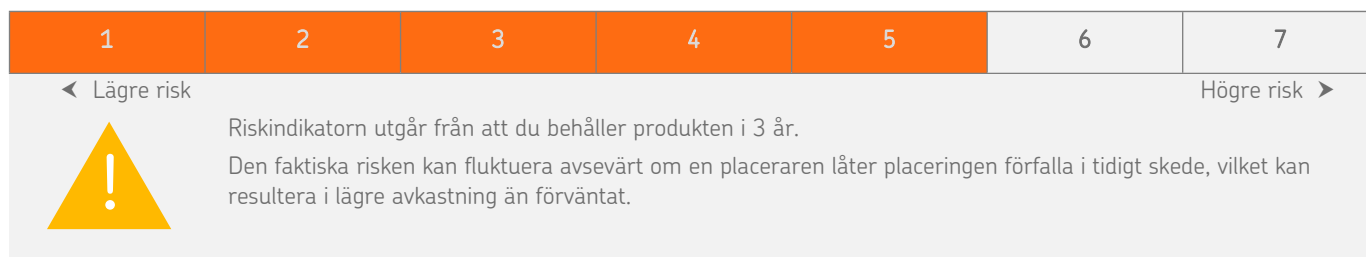 1 2 3 4 5 6 7
Lägre risk Högre risk
Riskindikatorn utgår från att du behåller produkten i 3 år.
Den faktiska risken kan fluktuera avsevärt om en placeraren låter placeringen förfalla i tidigt skede, vilket kan
resultera i lägre avkastning än förväntat.